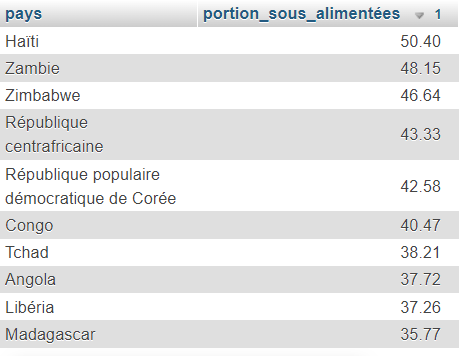 pays portion_sous_alimentées 1
Haïti 50.40
Zambie 48.15
Zimbabwe 46.64
République
centrafricaine 43.33
République populaire
démocratique de Corée 42.58
Congo 40.47
Tchad 38.21
Angola 37.72
Libéria 37.26
Madagascar 35.77